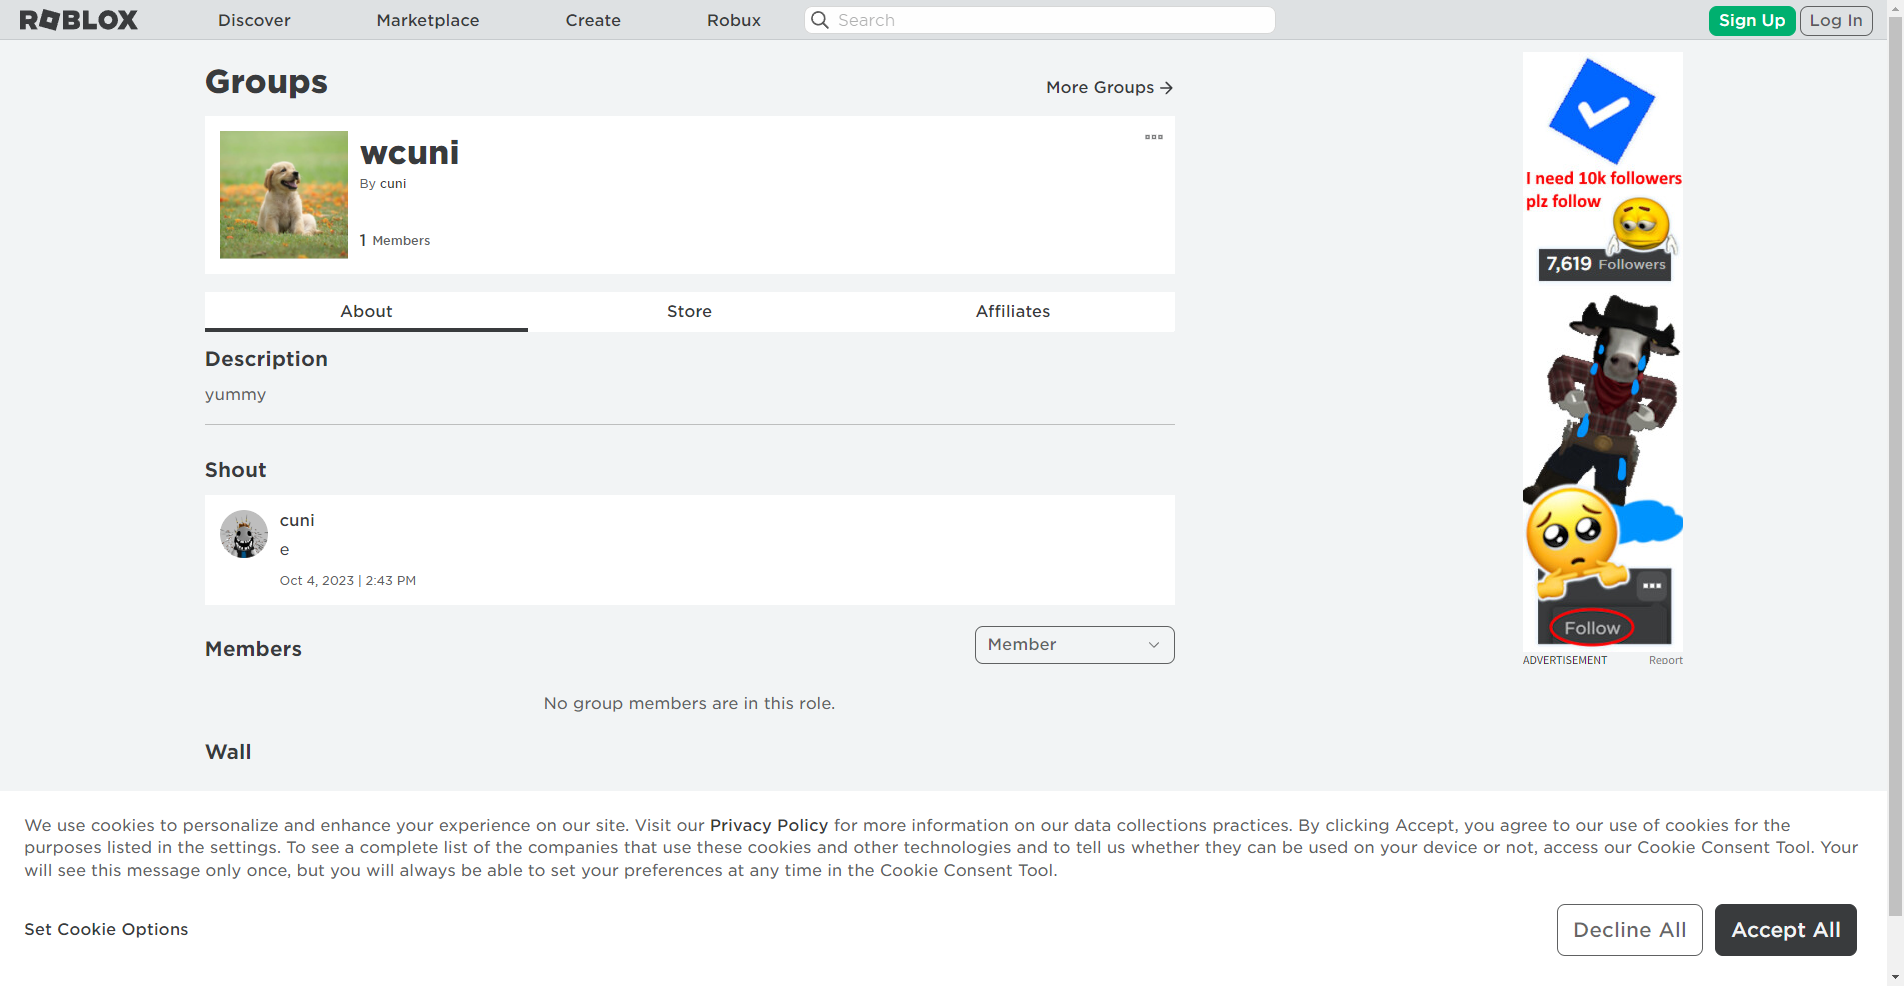 ROBLOX
Discover
Marketplace
Create
Robux
Search
Sign Up
Log In
Groups
More Groups →
wcuni
By cuni
1 Members
About
Store
Affiliates
Description
yummy
Shout
cuni
e
Oct 4, 2023 | 2:43 PM
Members
Member
No group members are in this role.
Wall
I need 10k followers
plz follow
7,619 Followers
Follow
ADVERTISEMENT
Report
We use cookies to personalize and enhance your experience on our site. Visit our Privacy Policy for more information on our data collections practices. By clicking Accept, you agree to our use of cookies for the
purposes listed in the settings. To see a complete list of the companies that use these cookies and other technologies and to tell us whether they can be used on your device or not, access our Cookie Consent Tool. Your
will see this message only once, but you will always be able to set your preferences at any time in the Cookie Consent Tool.
Set Cookie Options
Decline All
Accept All